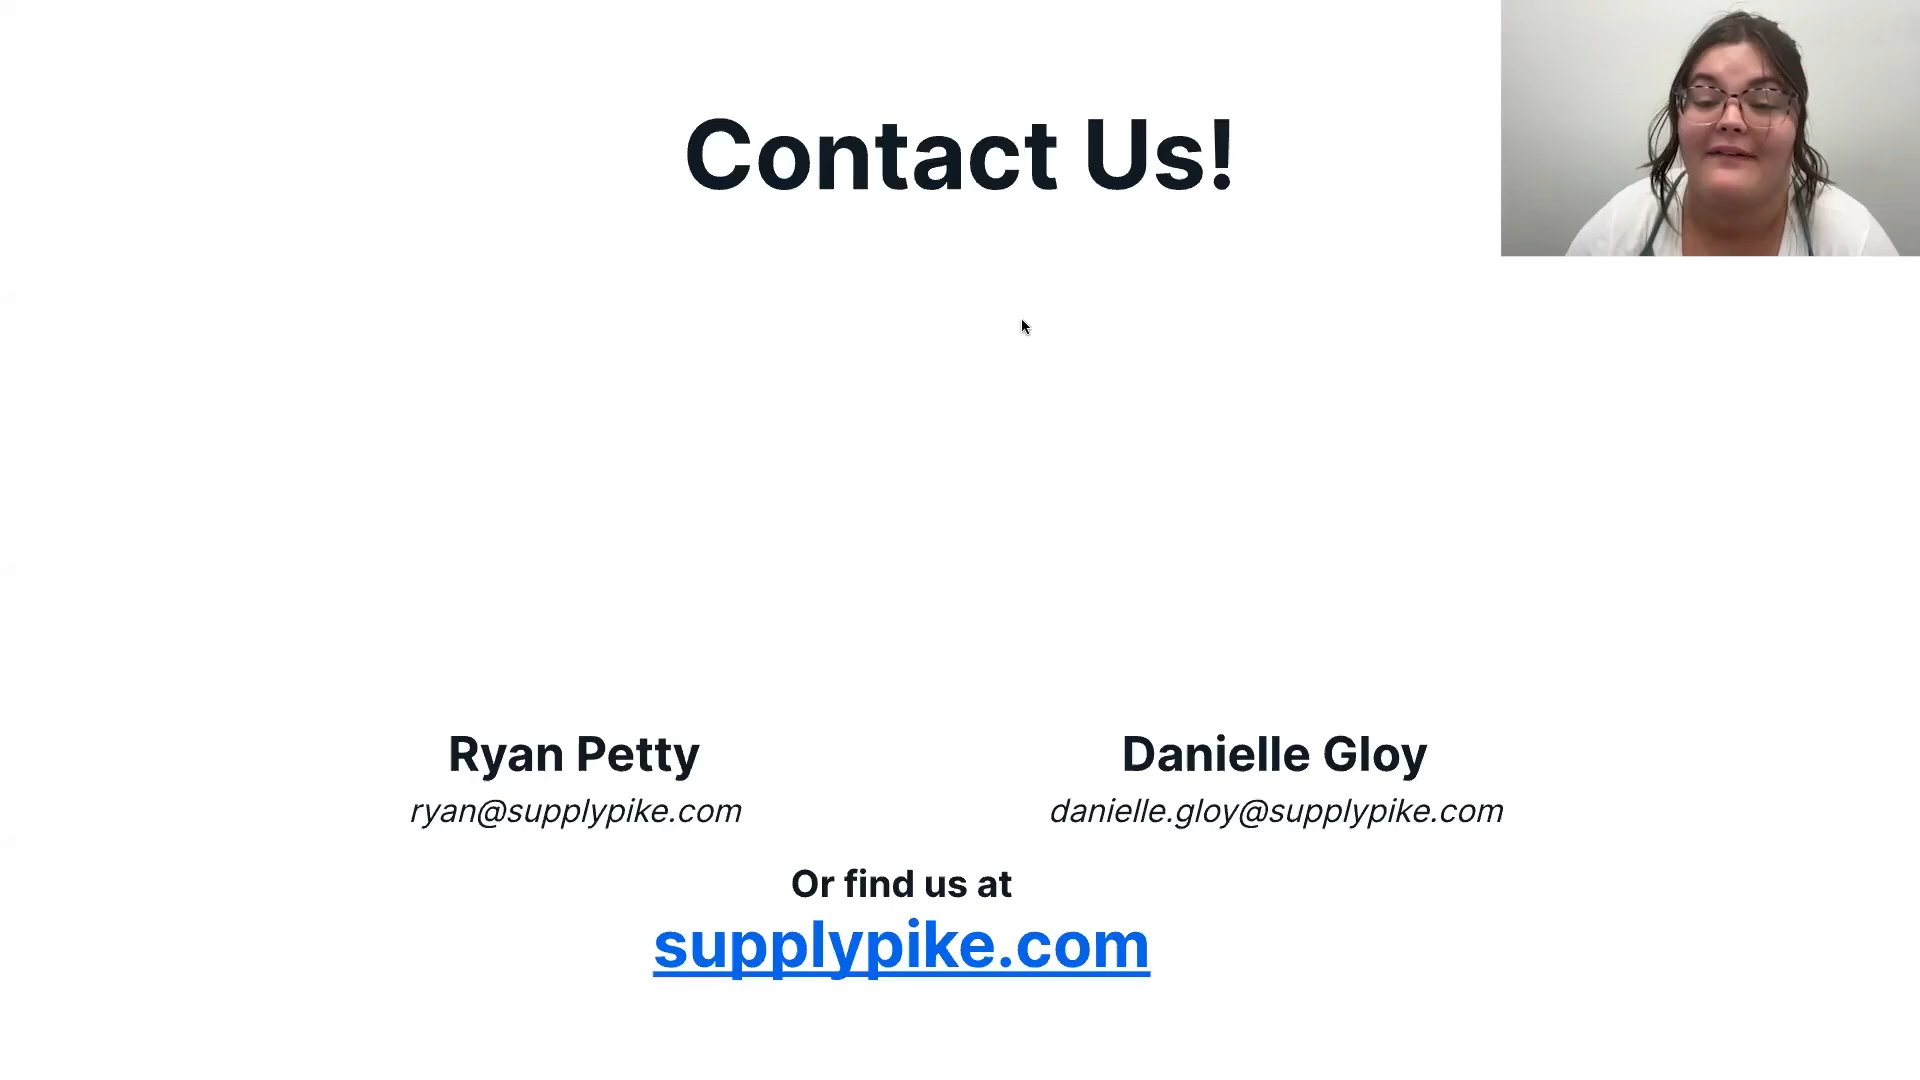 Contact Us!
Ryan Petty
ryan@supplypike.com
Danielle Gloy
danielle.gloy@supplypike.com
Or find us at
supplypike.com